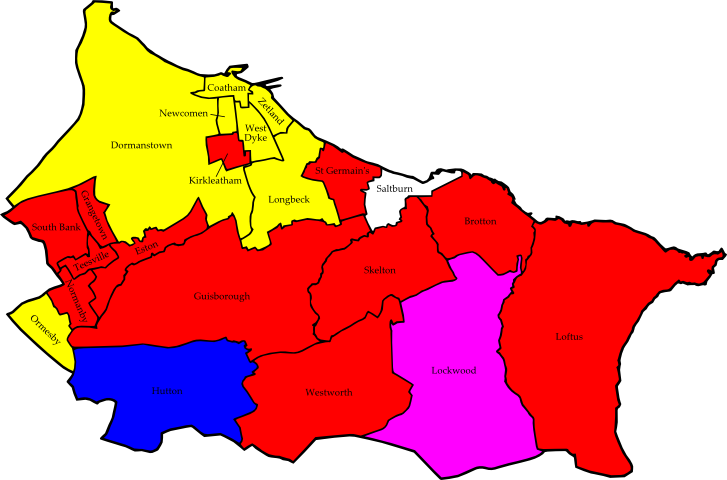 Coatham
Zetland
Newcomen
West
Dyke
Dormanstown
St Germain's
Kirkleatham
Saltburn
Longbeck
Grangetown
South Bank
Brotton
Eston
Teesville
Skelton
Normanby
Guisborough
Ormesby
Loftus
Lockwood
Hutton
Westworth